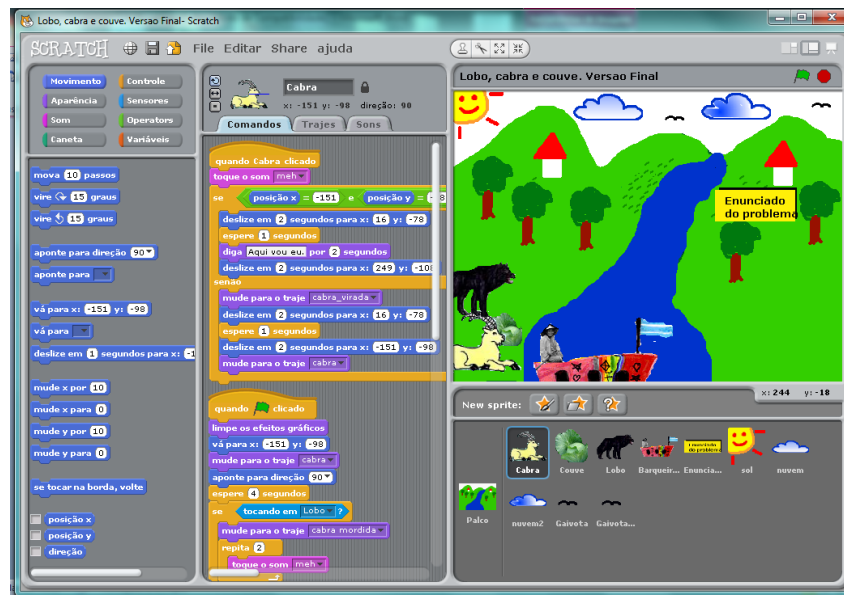 Lobo, cabra e couve. Versao Final- Scratch
SCRATCH File Editar Share ajuda
Movimento Controle
Aparência Sensores
Som Operators
Caneta Variáveis
mova 10 passos
vire 15 graus
vire 15 graus
aponte para direção 90
aponte para
vá para x: -151 y: -98
vá para
deslize em 1 segundos para x: -1
mude x por 10
mude x para 0
mude y por 10
mude y para 0
se tocar na borda, volte
posição x
posição y
direção
Cabra
x: -151 y: -98 direção: 90
Comandos Trajes Sons
quando Cabra clicado
toque o som meh
se posição x = -151 e posição y =
deslize em 2 segundos para x: 16 y: -78
espere 1 segundos
diga Aqui vou eu. por 2 segundos
deslize em 2 segundos para x: 249 y: -10
senão
mude para o traje cabra_virada
deslize em 2 segundos para x: 16 y: -78
espere 1 segundos
deslize em 2 segundos para x: -151 y: -98
mude para o traje cabra
quando clicado
limpe os efeitos gráficos
vá para x: -151 y: -98
mude para o traje cabra
aponte para direção 90
espere 4 segundos
se tocando em Lobo ?
mude para o traje cabra mordida
repita 2
toque o som meh
Lobo, cabra e couve. Versao Final
Enunciado
do problema
x: 244 y: -18
New sprite:
Cabra Couve Lobo Barqueir... Enuncia... sol nuvem
Palco nuvem2 Gaivota Gaivota...